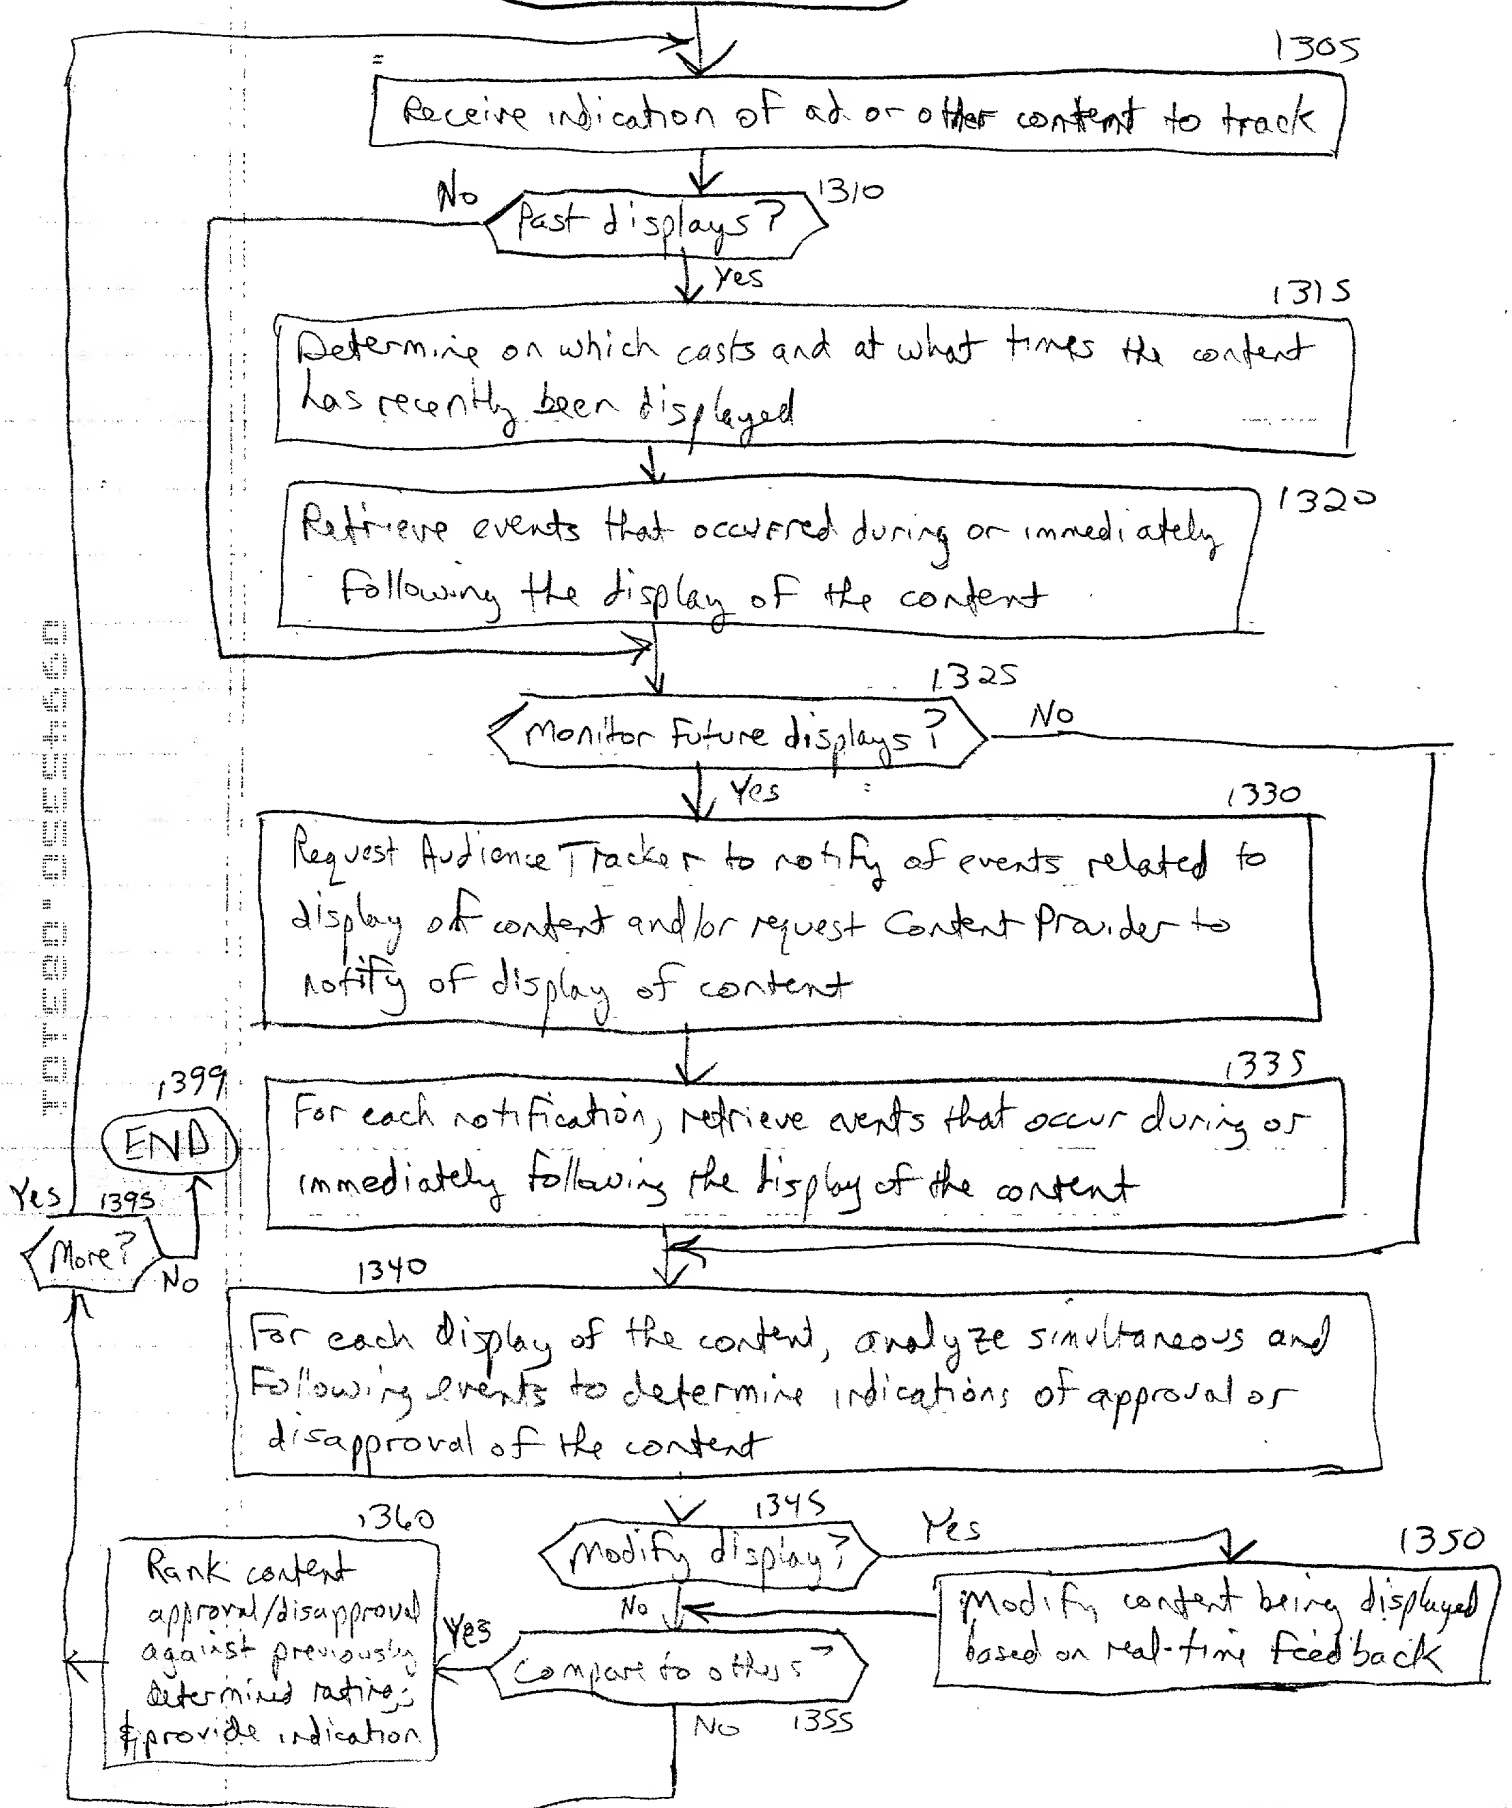 1305
Receive indication of ad or other content to track
No
1310
Past displays?
Yes
1315
Determine on which casts and at what times the content
has recently been displayed
1320
Retrieve events that occurred during or immediately
following the display of the content
1325
Monitor future displays?
No
Yes
1330
Request Audience Tracker to notify of events related to
display of content and/or request Content Provider to
notify of display of content
1335
For each notification, retrieve events that occur during or
immediately following the display of the content
1399
END
Yes
1395
More?
No
1340
For each display of the content, analyze simultaneous and
following events to determine indications of approval or
disapproval of the content
1345
Modify display?
Yes
1350
Modify content being displayed
based on real-time feedback
No
1355
Compare to others?
Yes
No
1360
Rank content
approval/disapproval
against previously
determined ratings
& provide indication